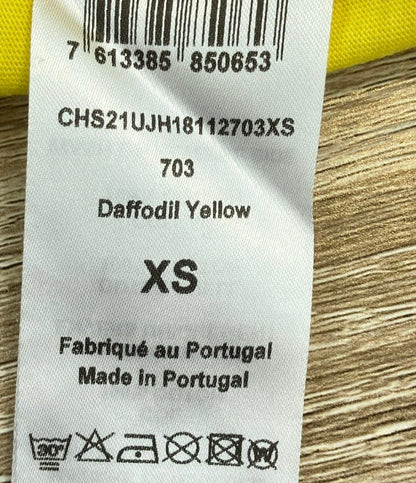 7 613385 850653
CHS21UJH18112703XS
703
Daffodil Yellow
XS
Fabriqué au Portugal
Made in Portugal
30°
W